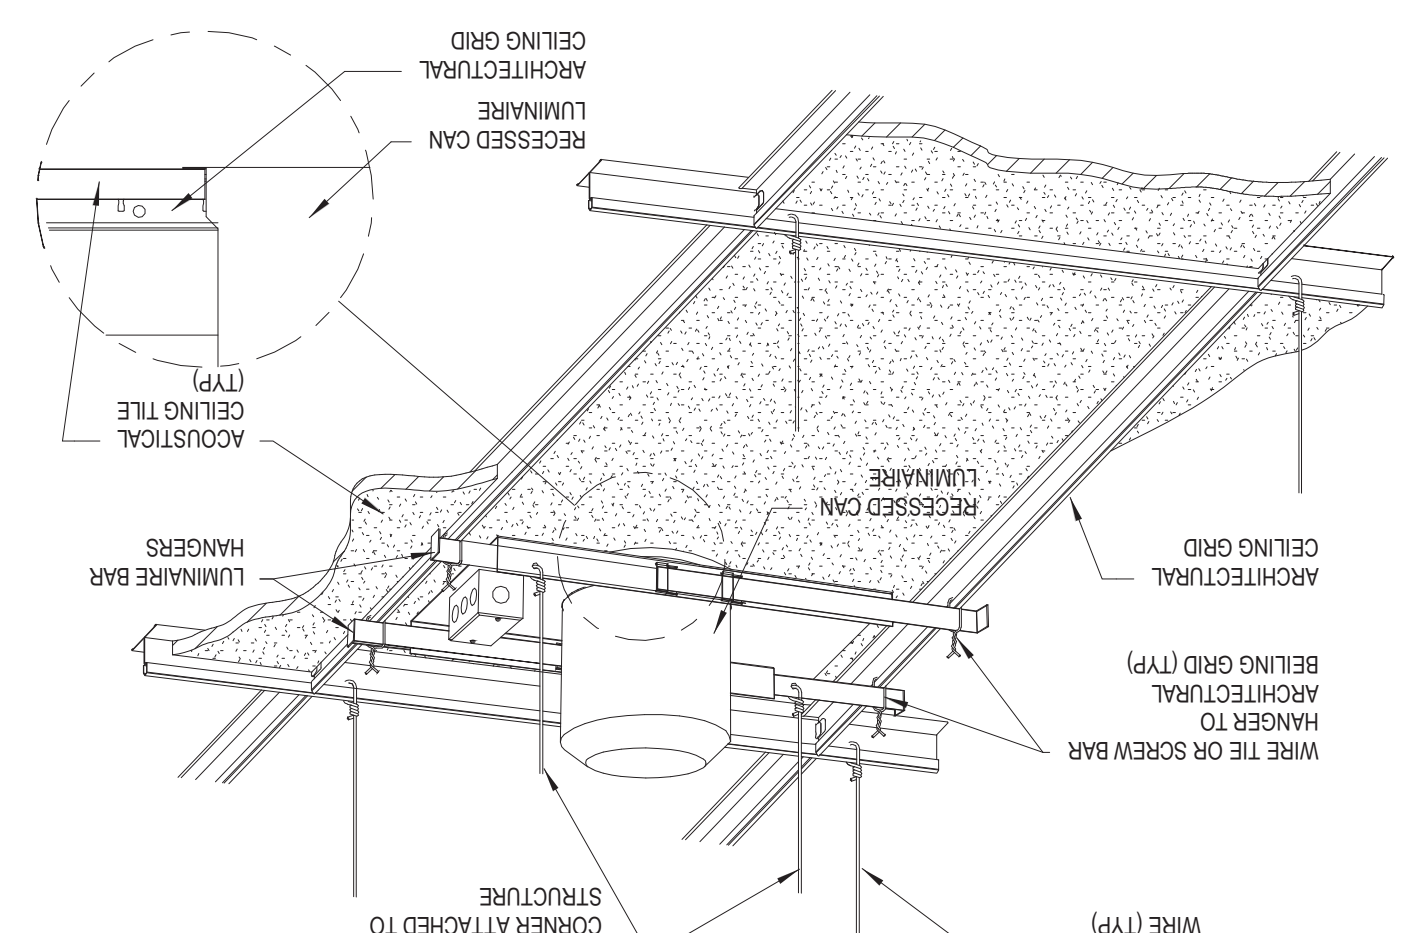 WIRE (TYP)
CORNER ATTACHED TO
STRUCTURE
WIRE TIE OR SCREW BAR
HANGER TO
ARCHITECTURAL
BEILING GRID (TYP)
LUMINAIRE BAR
HANGERS
ARCHITECTURAL
CEILING GRID
RECESSED CAN
LUMINAIRE
ACOUSTICAL
CEILING TILE
(TYP)
RECESSED CAN
LUMINAIRE
ARCHITECTURAL
CEILING GRID